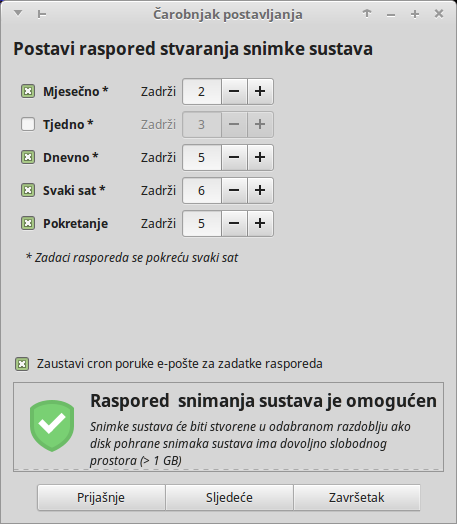 Čarobnjak postavljanja
Postavi raspored stvaranja snimke sustava
Mjesečno * Zadrži 2
Tjedno * Zadrži 3
Dnevno * Zadrži 5
Svaki sat * Zadrži 6
Pokretanje Zadrži 5
* Zadaci rasporeda se pokreću svaki sat
Zaustavi cron poruke e-pošte za zadatke rasporeda
Raspored snimanja sustava je omogućen
Snimke sustava će biti stvorene u odabranom razdoblju ako
disk pohrane snimaka sustava ima dovoljno slobodnog
prostora (> 1 GB)
Prijašnje Sljedeće Završetak